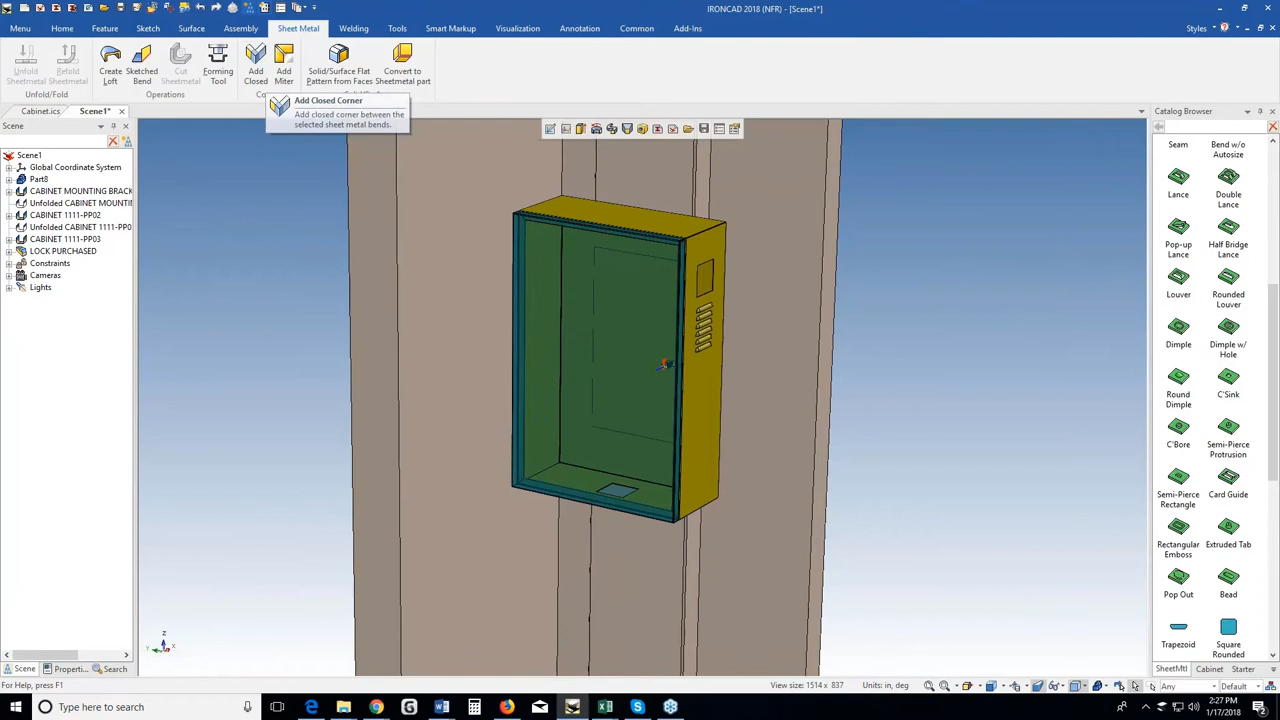 IRONCAD (NFR) - [Scene1*]
Menu Home Feature Sketch Surface Assembly Sheet Metal Welding Tools Smart Markup Visualization Annotation Common Add-Ins Styles
Unfold Sheetmetal
Refold Sheetmetal
Create Loft
Sketched Bend
Cut Sheetmetal
Forming Tool
Add Closed
Add Miter
Solid/Surface Flat Pattern from Faces
Convert to Sheetmetal part
Unfold/Fold
Operations
Add Closed Corner
Add closed corner between the
selected sheet metal bends.
Cabinet.ics
Scene1*
Scene
Scene1
Global Coordinate System
Part8
CABINET MOUNTING BRACK
Unfolded CABINET MOUNTIN
CABINET 1111-PP02
Unfolded CABINET 1111-PP0
CABINET 1111-PP03
LOCK PURCHASED
Constraints
Cameras
Lights
Scene Properti... Search
Z
Y
X
Catalog Browser
Seam
Bend w/o Autosize
Lance
Double Lance
Pop-up Lance
Half Bridge Lance
Louver
Rounded Louver
Dimple
Dimple w/ Hole
Round Dimple
C'Sink
C'Bore
Semi-Pierce Protrusion
Semi-Pierce Rectangle
Card Guide
Rectangular Emboss
Extruded Tab
Pop Out
Bead
Trapezoid
Square Rounded
SheetMtl Cabinet Starter
For Help, press F1
View size: 1514 x 837
Units: in, deg
Any
Default
Type here to search
2:27 PM
1/17/2018